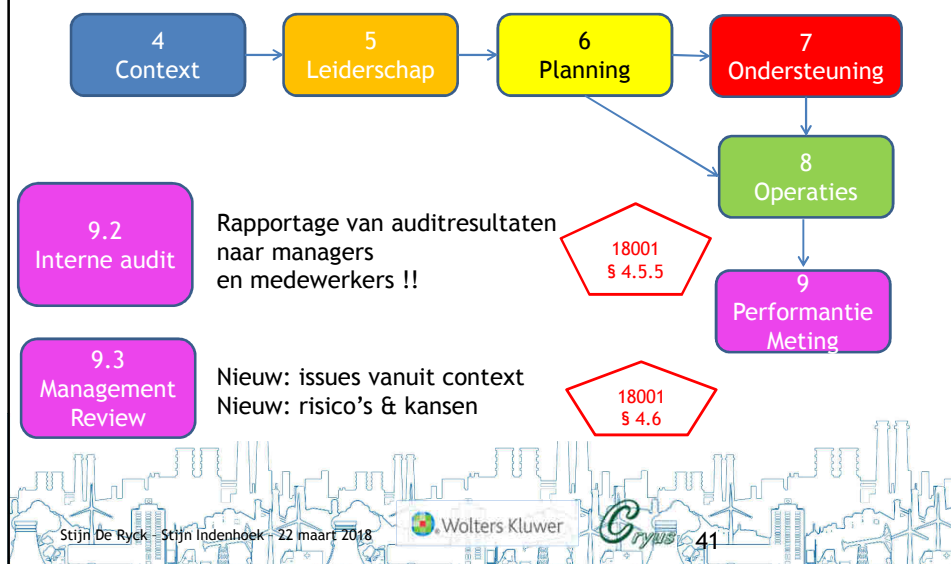 4
Context
5
Leiderschap
6
Planning
7
Ondersteuning
8
Operaties
9.2
Interne audit
Rapportage van auditresultaten
naar managers
en medewerkers !!
18001
§ 4.5.5
9
Performantie
Meting
9.3
Management
Review
Nieuw: issues vanuit context
Nieuw: risico's & kansen
18001
§ 4.6
Stijn De Ryck - Stijn Indenhoek - 22 maart 2018
Wolters Kluwer
Cryus
41